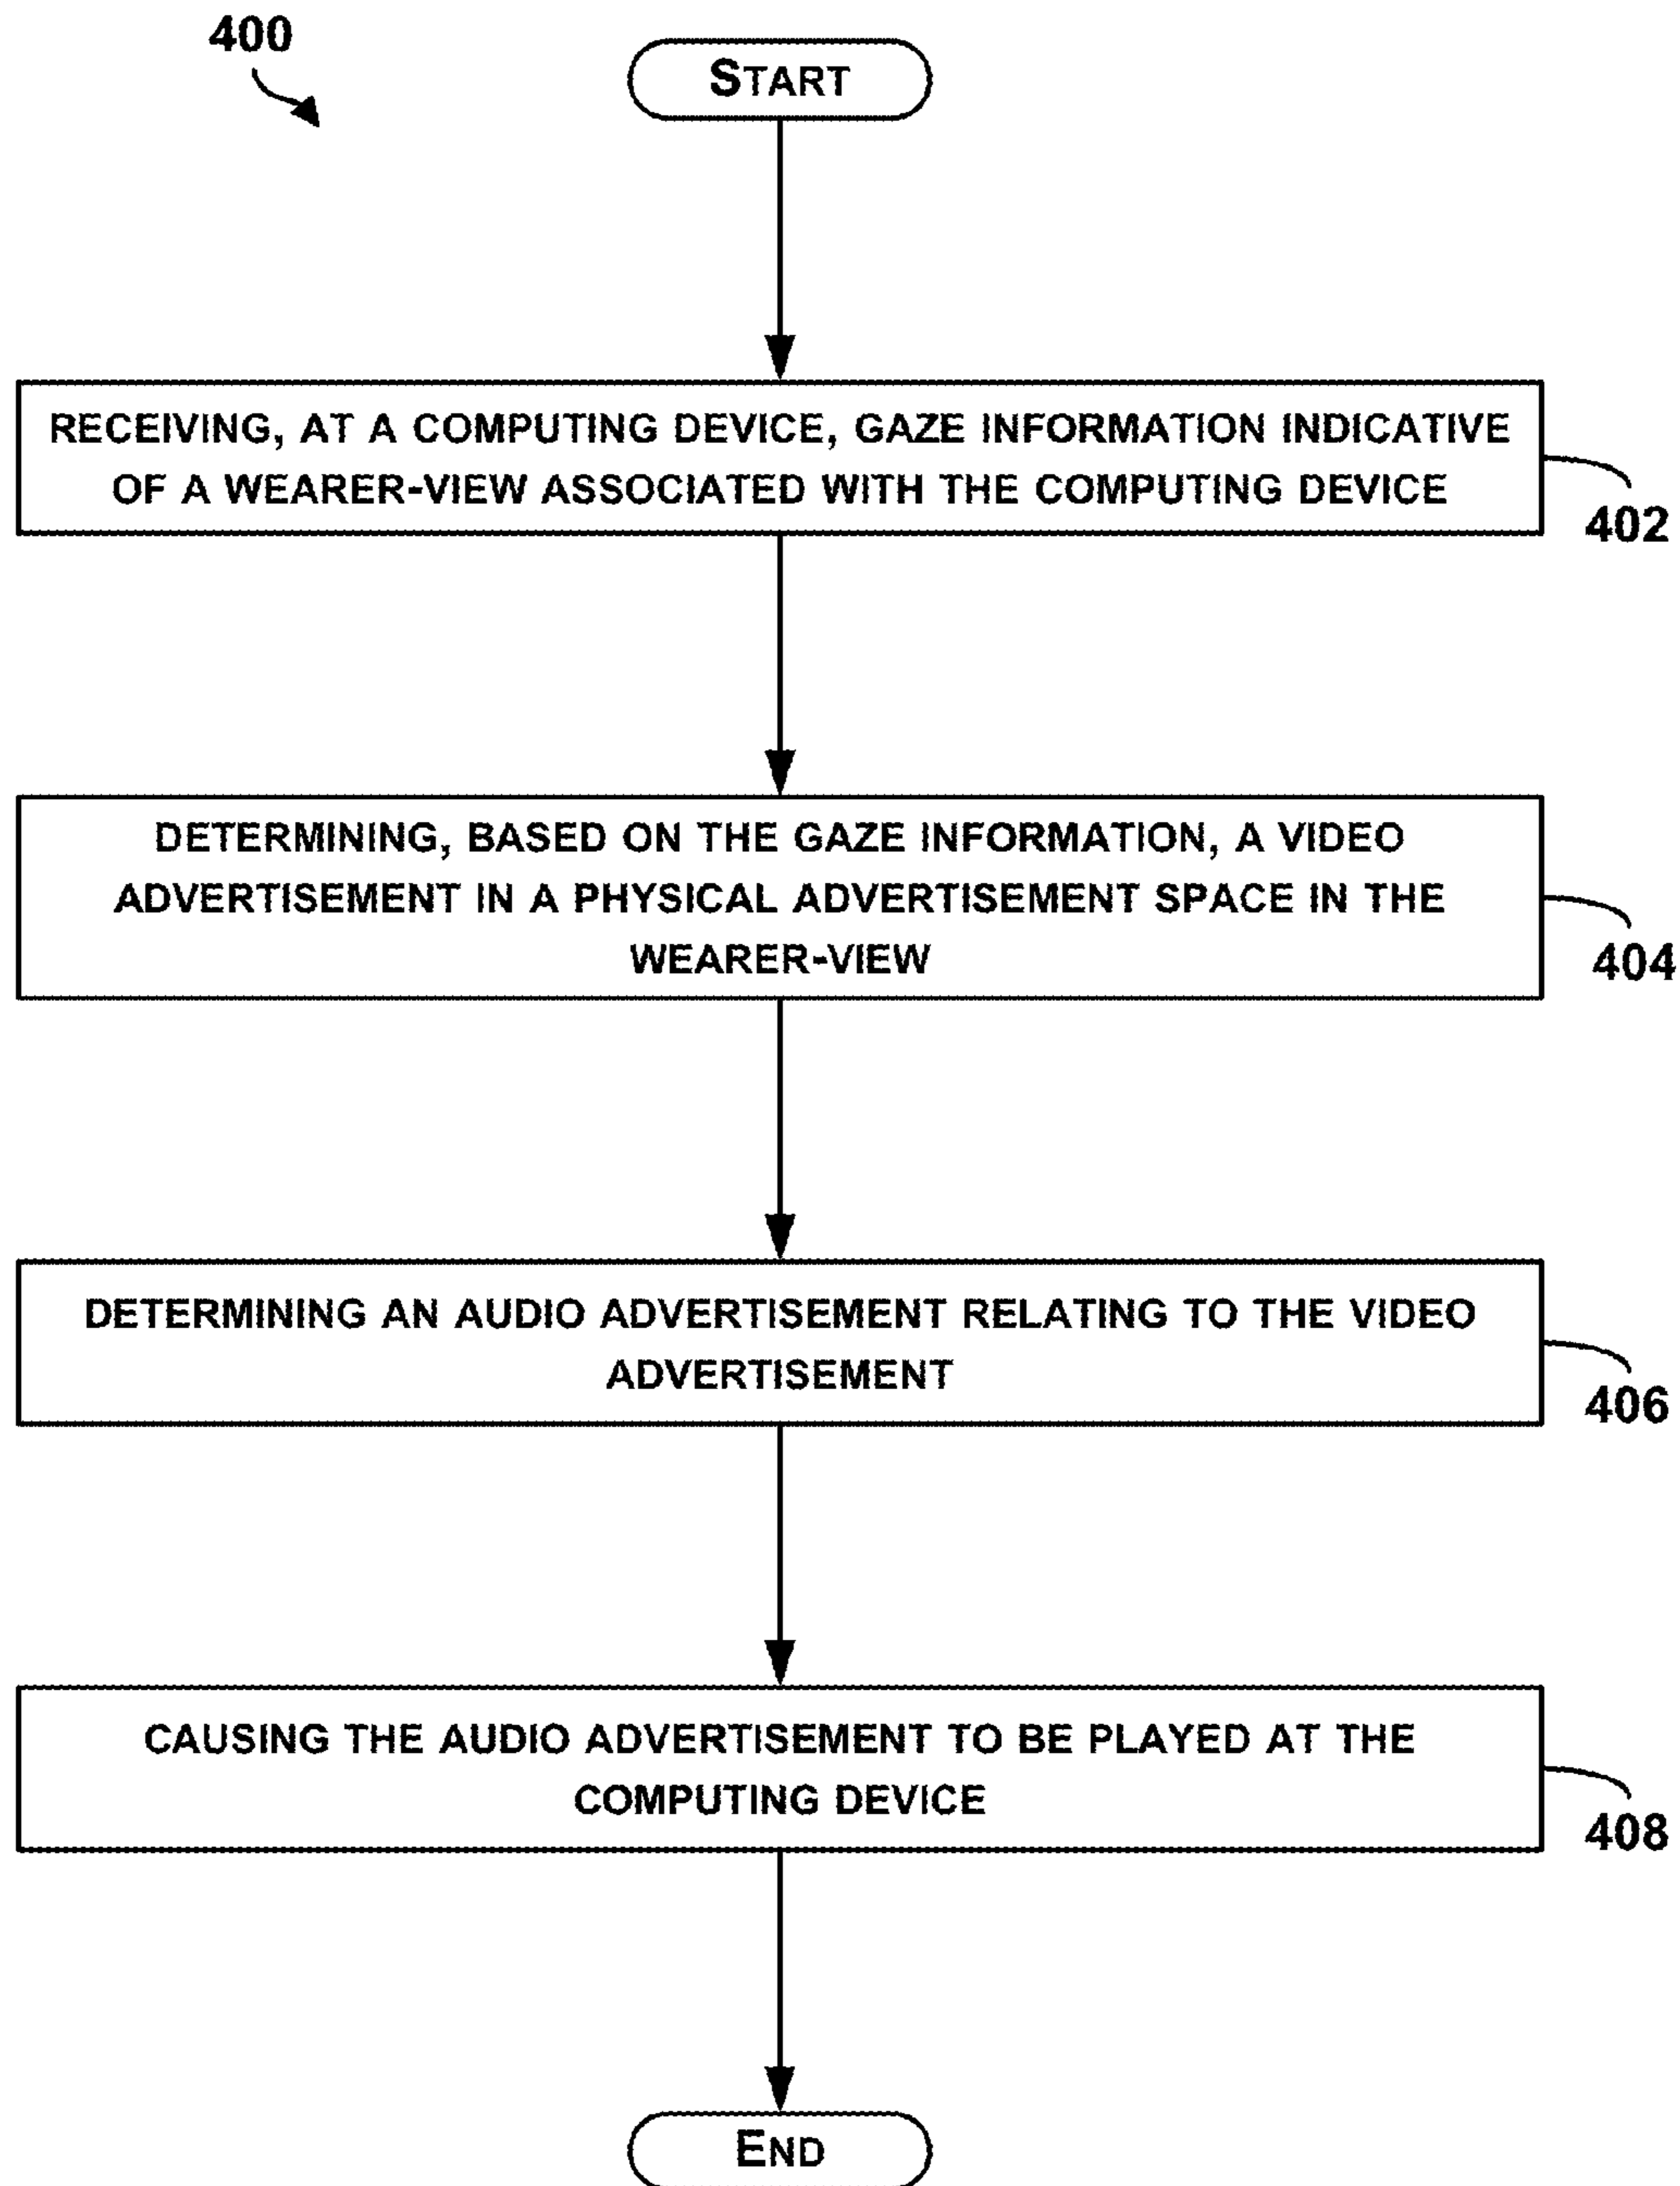 400
START
RECEIVING, AT A COMPUTING DEVICE, GAZE INFORMATION INDICATIVE
OF A WEARER-VIEW ASSOCIATED WITH THE COMPUTING DEVICE
402
DETERMINING, BASED ON THE GAZE INFORMATION, A VIDEO
ADVERTISEMENT IN A PHYSICAL ADVERTISEMENT SPACE IN THE
WEARER-VIEW
404
DETERMINING AN AUDIO ADVERTISEMENT RELATING TO THE VIDEO
ADVERTISEMENT
406
CAUSING THE AUDIO ADVERTISEMENT TO BE PLAYED AT THE
COMPUTING DEVICE
408
END